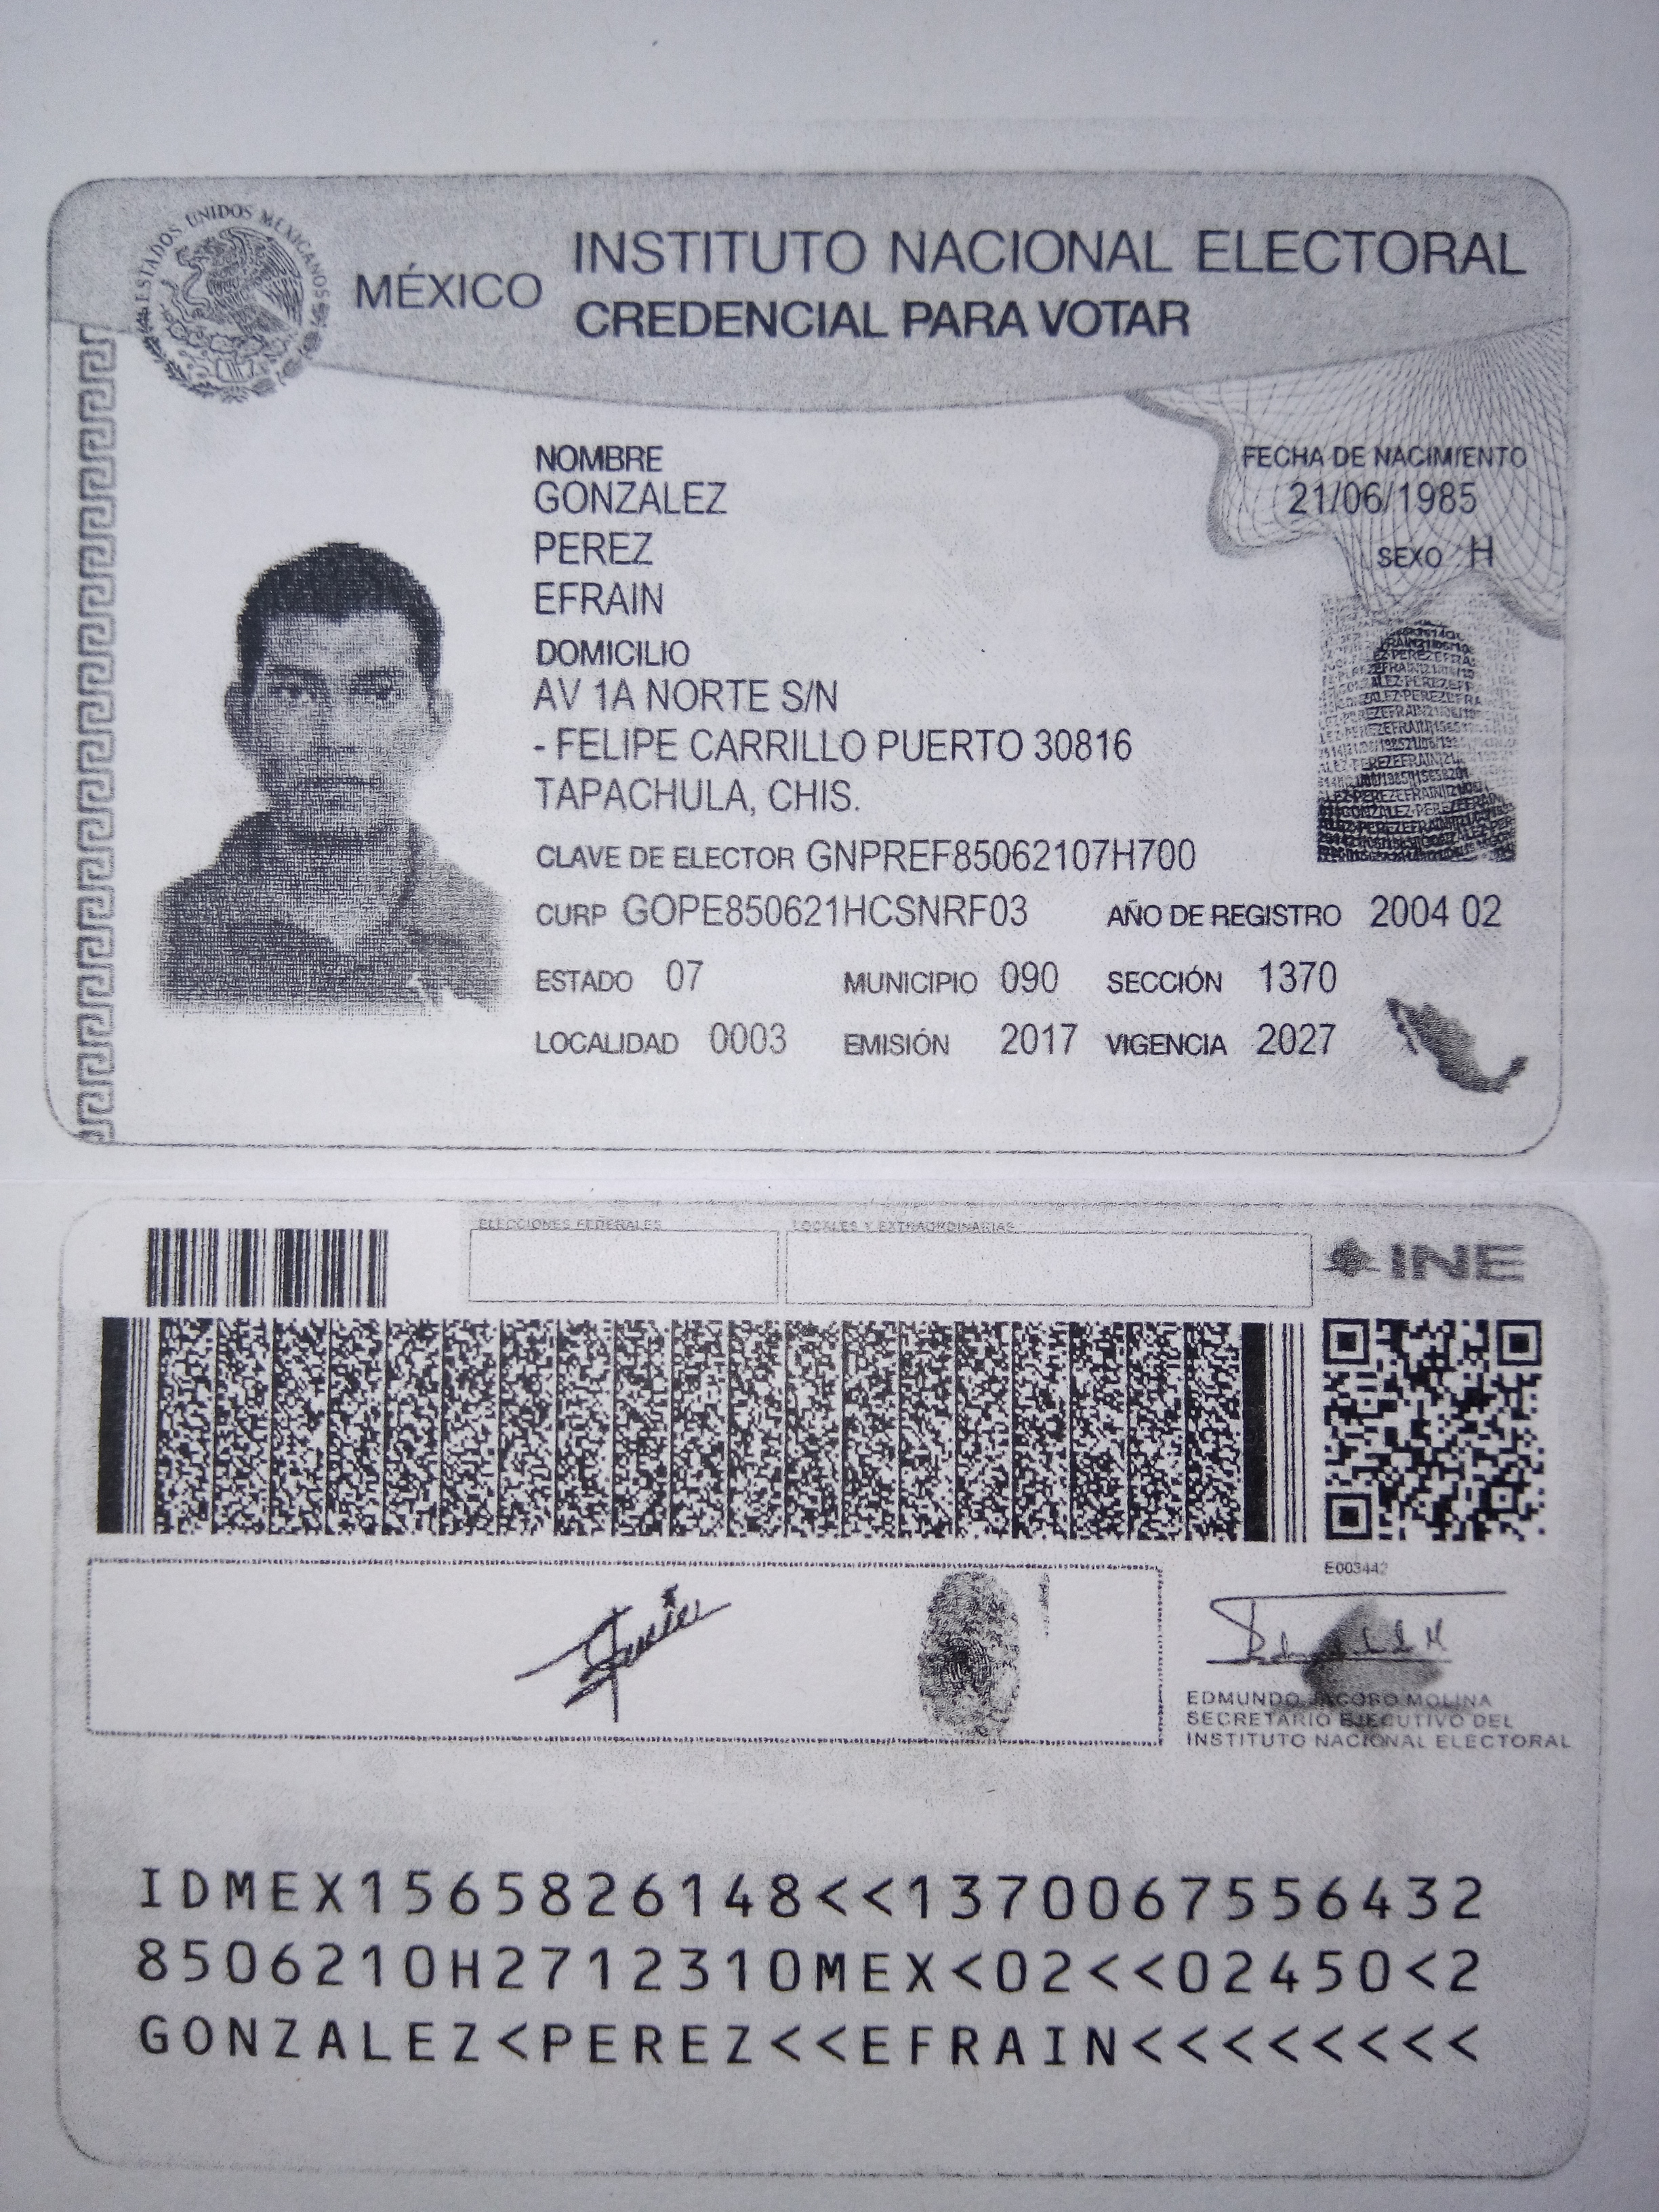 ESTADOS UNIDOS MEXICANOS
MÉXICO
INSTITUTO NACIONAL ELECTORAL
CREDENCIAL PARA VOTAR
NOMBRE
GONZALEZ
PEREZ
EFRAIN
FECHA DE NACIMIENTO
21/06/1985
SEXO H
DOMICILIO
AV 1A NORTE S/N
- FELIPE CARRILLO PUERTO 30816
TAPACHULA, CHIS.
CLAVE DE ELECTOR GNPREF85062107H700
CURP GOPE850621HCSNRF03 AÑO DE REGISTRO 2004 02
ESTADO 07 MUNICIPIO 090 SECCIÓN 1370
LOCALIDAD 0003 EMISIÓN 2017 VIGENCIA 2027
ELECCIONES FEDERALES LOCALES Y EXTRAORDINARIAS
INE
E003442
EDMUNDO JACOBO MOLINA
SECRETARIO EJECUTIVO DEL
INSTITUTO NACIONAL ELECTORAL
IDMEX1565826148<<1370067556432
8506210H2712310MEX<02<<02450<2
GONZALEZ<PEREZ<<EFRAIN<<<<<<<<